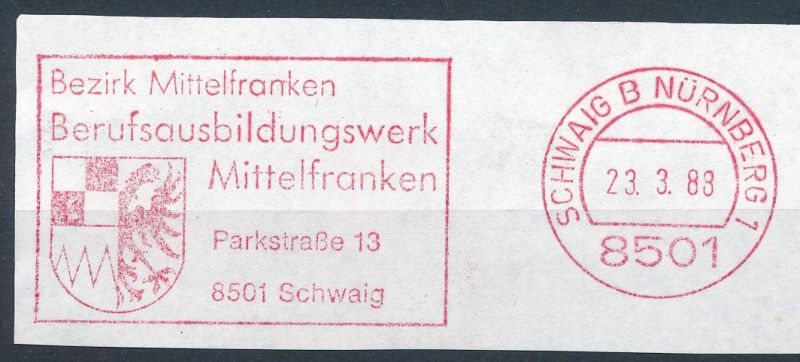 Bezirk Mittelfranken
Berufsausbildungswerk
Mittelfranken
Parkstraße 13
8501 Schwaig
SCHWAIG B NÜRNBERG 1
23. 3. 88
8501